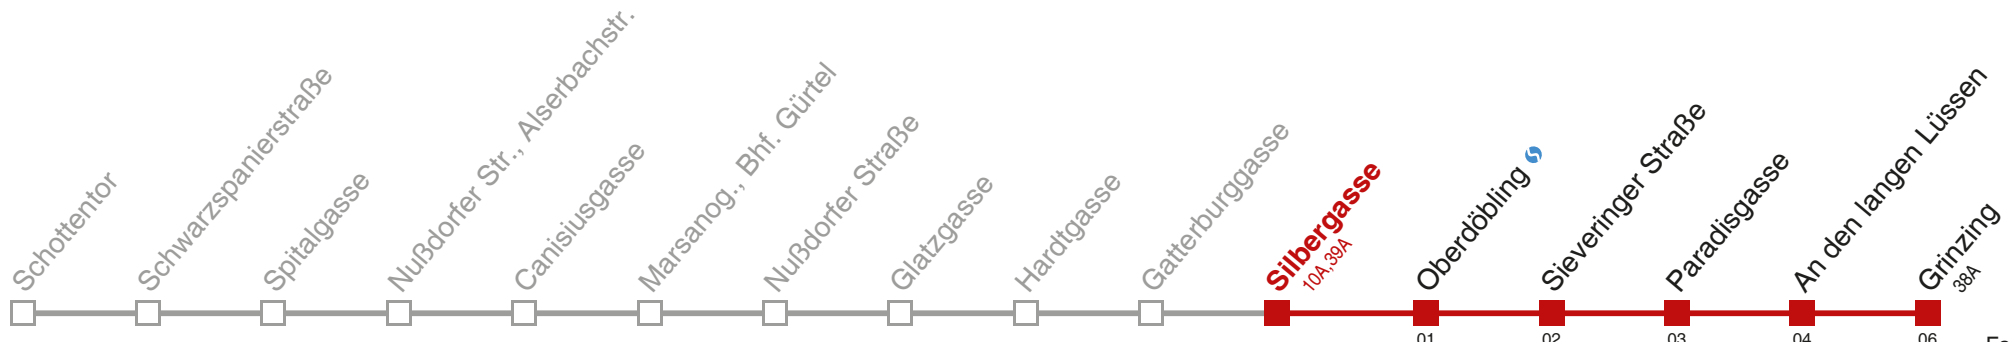 Schottentor
Schwarzspanierstraße
Spitalgasse
Nußdorfer Str., Alserbachstr.
Canisiusgasse
Marsanog., Bhf. Gürtel
Nußdorfer Straße
Glatzgasse
Hardtgasse
Gatterburggasse
Silbergasse
10A,39A
Oberdöbling
Sieveringer Straße
Paradisgasse
An den langen Lüssen
Grinzing
38A
01
02
03
04
06